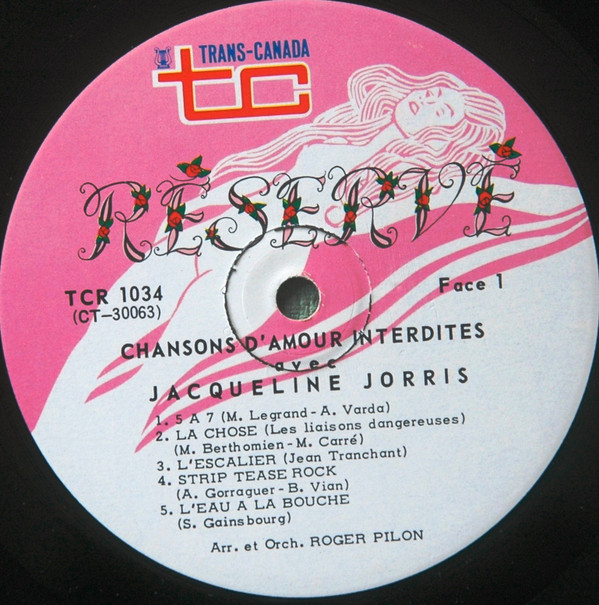 TRANS-CANADA
tc
RÉSERVÉ
TCR 1034
(CT-30063)
Face 1
CHANSONS D'AMOUR INTERDITES
avec
JACQUELINE JORRIS
1. 5 A 7 (M. Legrand-A. Varda)
2. LA CHOSE (Les liaisons dangereuses)
(M. Berthomien-M. Carré)
3. L'ESCALIER (Jean Tranchant)
4. STRIP TEASE ROCK
(A. Gorraguer-B. Vian)
5. L'EAU A LA BOUCHE
(S. Gainsbourg)
Arr. et Orch. ROGER PILON